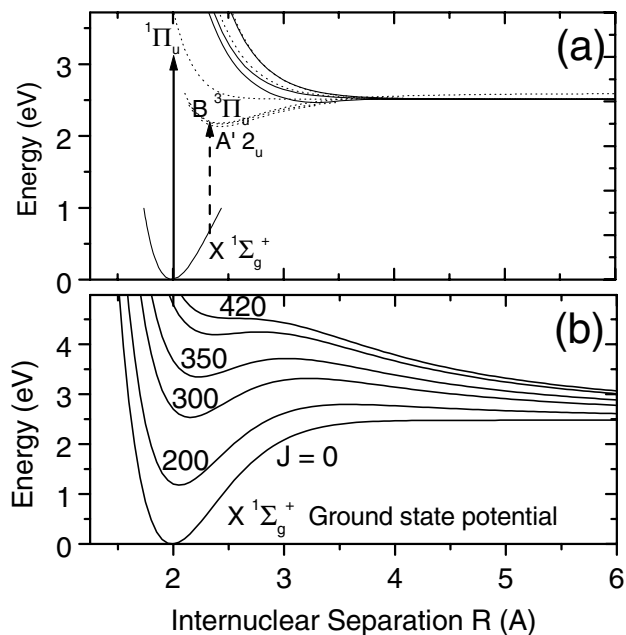 (a)
¹Πᵤ
B ³Πᵤ
A' 2ᵤ
X ¹Σg⁺
Energy (eV)
3
2
1
0
(b)
420
350
300
200
J = 0
X ¹Σg⁺ Ground state potential
Energy (eV)
4
3
2
1
0
2
3
4
5
6
Internuclear Separation R (A)